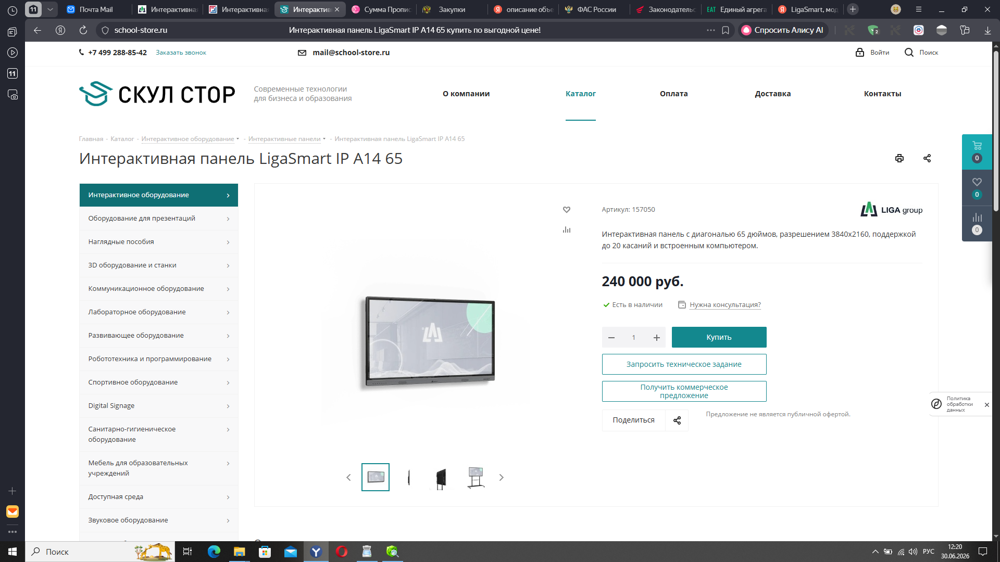 11
Почта Mail
Интерактивная
Интерактивная
Интерактивн
Сумма Пропис
Закупки
описание объе
ФАС России
Законодательс
ЕАТ Единый агрега
LigaSmart, мод
school-store.ru
Интерактивная панель LigaSmart IP A14 65 купить по выгодной цене!
Спросить Алису AI
2
11
+7 499 288-85-42
Заказать звонок
mail@school-store.ru
Войти
Поиск
СКУЛ СТОР
Современные технологии
для бизнеса и образования
О компании
Каталог
Оплата
Доставка
Контакты
Главная - Каталог - Интерактивное оборудование - Интерактивные панели - Интерактивная панель LigaSmart IP A14 65
Интерактивная панель LigaSmart IP A14 65
0
0
0
Интерактивное оборудование
Оборудование для презентаций
Наглядные пособия
3D оборудование и станки
Коммуникационное оборудование
Лабораторное оборудование
Развивающее оборудование
Робототехника и программирование
Спортивное оборудование
Digital Signage
Санитарно-гигиеническое
оборудование
Мебель для образовательных
учреждений
Доступная среда
Звуковое оборудование
Артикул: 157050
LIGA group
Интерактивная панель с диагональю 65 дюймов, разрешением 3840x2160, поддержкой
до 20 касаний и встроенным компьютером.
240 000 руб.
Есть в наличии
Нужна консультация?
1
Купить
Запросить техническое задание
Получить коммерческое
предложение
Поделиться
Предложение не является публичной офертой.
Политика
обработки
данных
Поиск
РУС
12:20
30.06.2026